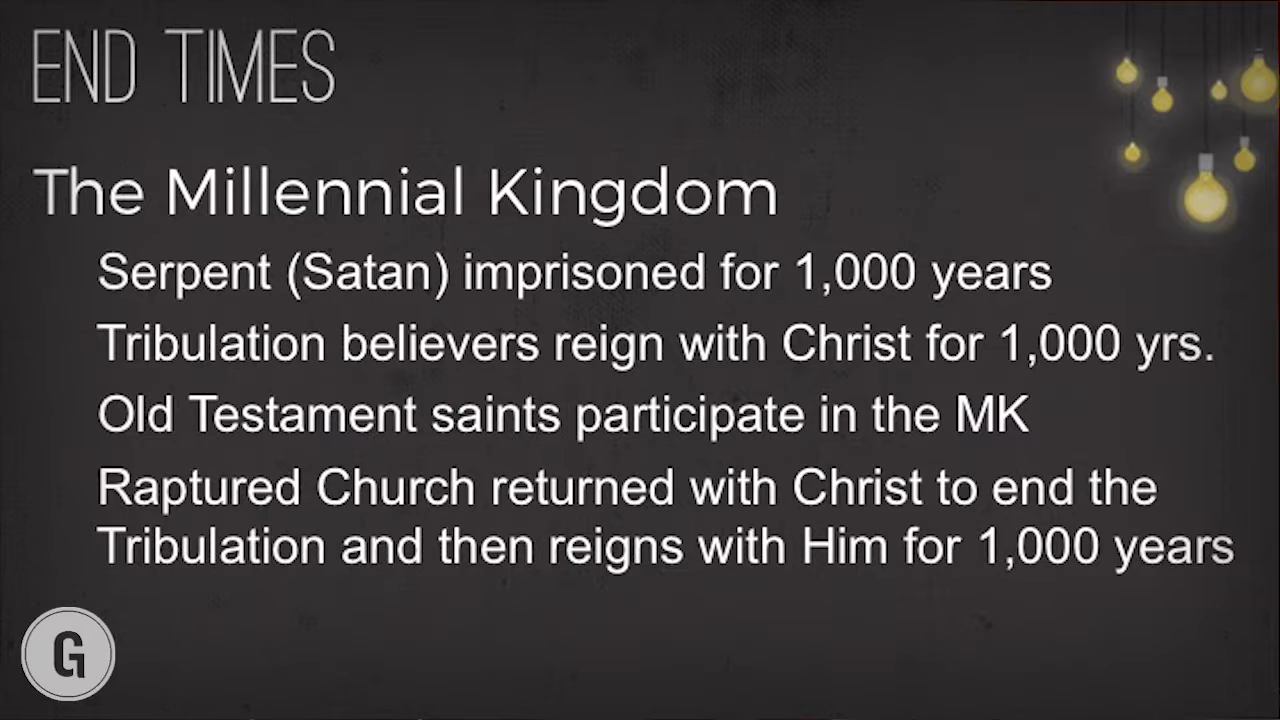 END TIMES
The Millennial Kingdom
Serpent (Satan) imprisoned for 1,000 years
Tribulation believers reign with Christ for 1,000 yrs.
Old Testament saints participate in the MK
Raptured Church returned with Christ to end the
Tribulation and then reigns with Him for 1,000 years
G